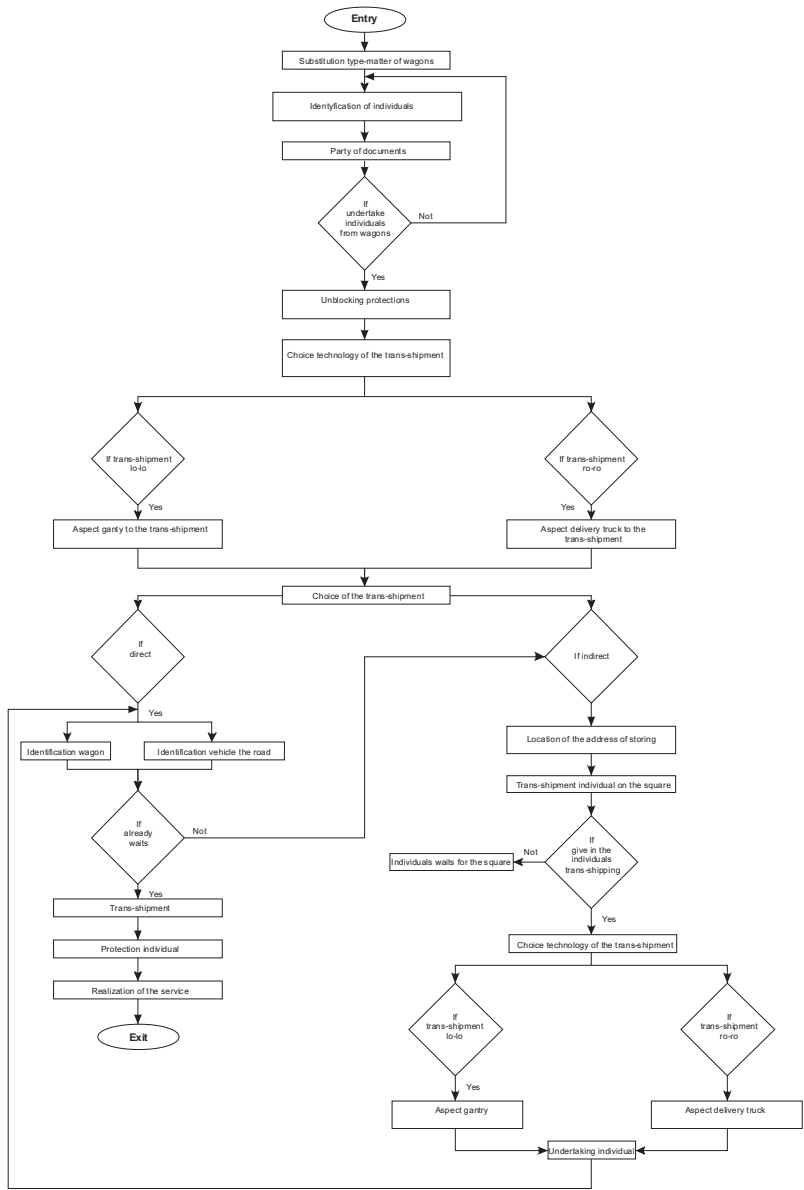 Entry
Substitution type-matter of wagons
Identyfication of individuals
Party of documents
If
undertake
individuals
from wagons
Not
Yes
Unblocking protections
Choice technology of the trans-shipment
If trans-shipment
lo-lo
Yes
Aspect ganty to the trans-shipment
If trans-shipment
ro-ro
Yes
Aspect delivery truck to the
trans-shipment
Choice of the trans-shipment
If
direct
Yes
Identification wagon
Identification vehicle the road
If
already
waits
Not
Yes
Trans-shipment
Protection individual
Realization of the service
Exit
If indirect
Location of the address of storing
Trans-shipment individual on the square
If
give in the
individuals
trans-shipping
Not
Individuals waits for the square
Yes
Choice technology of the trans-shipment
If
trans-shipment
lo-lo
Yes
Aspect gantry
If
trans-shipment
ro-ro
Aspect delivery truck
Undertaking individual